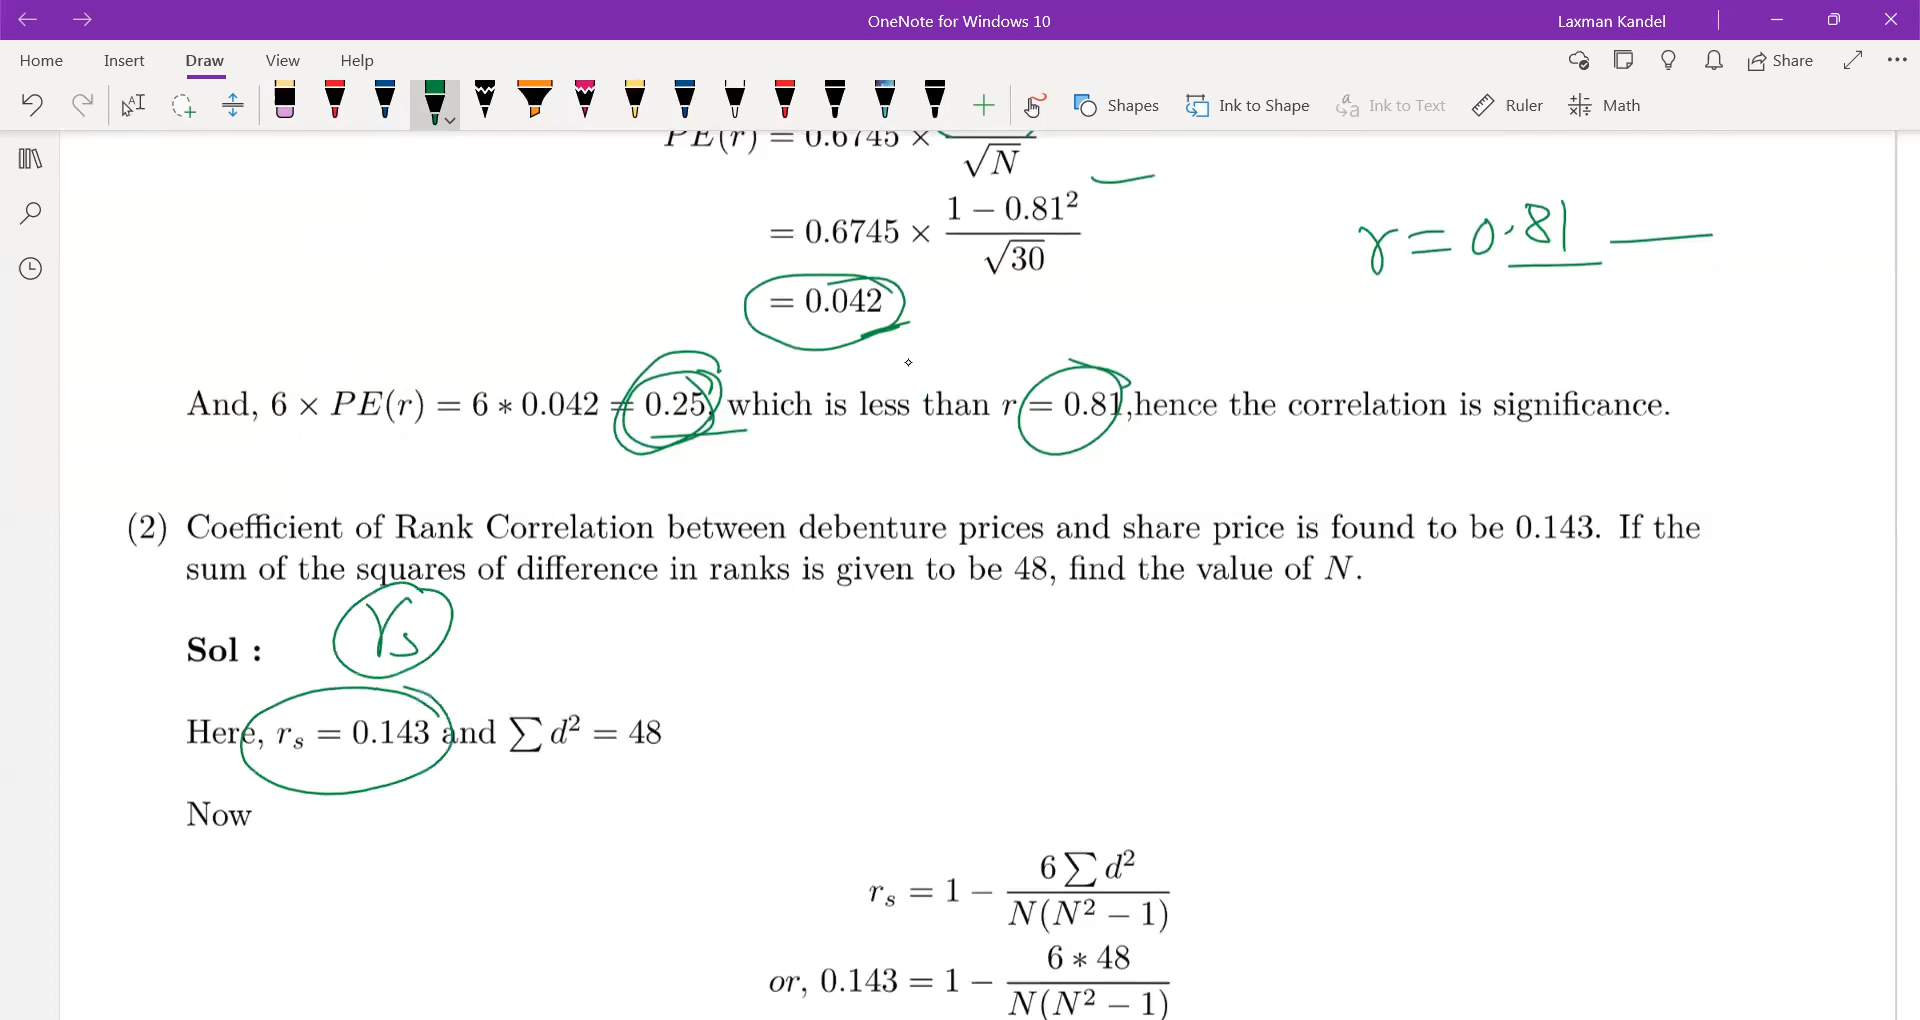 OneNote for Windows 10
Laxman Kandel
Home Insert Draw View Help
Share
Shapes Ink to Shape Ink to Text Ruler Math
PE(r) = 0.6745 × √N
= 0.6745 × (1 − 0.81²)/√30
γ = 0.81
= 0.042
And, 6 × PE(r) = 6 ∗ 0.042 = 0.25, which is less than r = 0.81,hence the correlation is significance.
(2) Coefficient of Rank Correlation between debenture prices and share price is found to be 0.143. If the
sum of the squares of difference in ranks is given to be 48, find the value of N.
γs
Sol :
Here, rₛ = 0.143 and ∑ d² = 48
Now
rₛ = 1 − 6 ∑ d² / N(N² − 1)
or, 0.143 = 1 − 6 ∗ 48 / N(N² − 1)